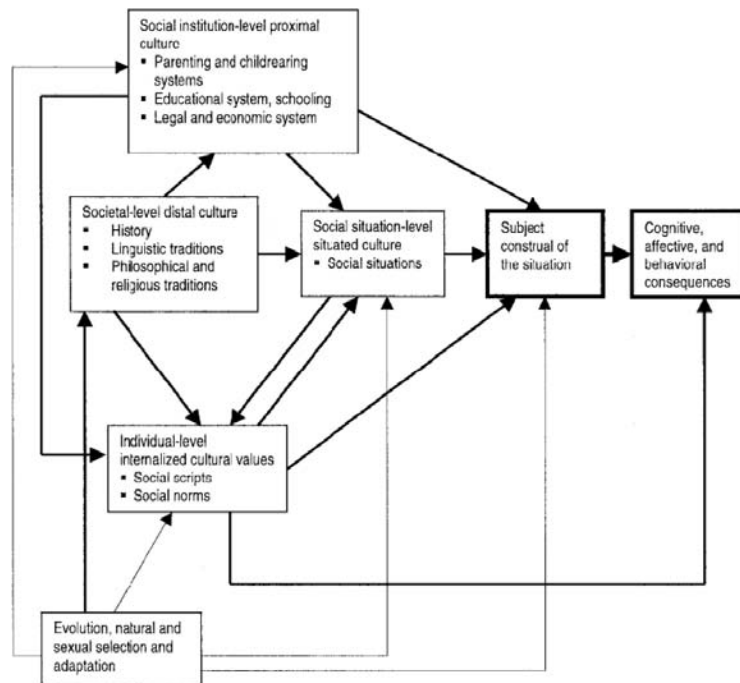 Social institution-level proximal
culture
▪ Parenting and childrearing
systems
▪ Educational system, schooling
▪ Legal and economic system
Societal-level distal culture
▪ History
▪ Linguistic traditions
▪ Philosophical and
religious traditions
Social situation-level
situated culture
▪ Social situations
Subject
construal of
the situation
Cognitive,
affective, and
behavioral
consequences
Individual-level
internalized cultural values
▪ Social scripts
▪ Social norms
Evolution, natural and
sexual selection and
adaptation